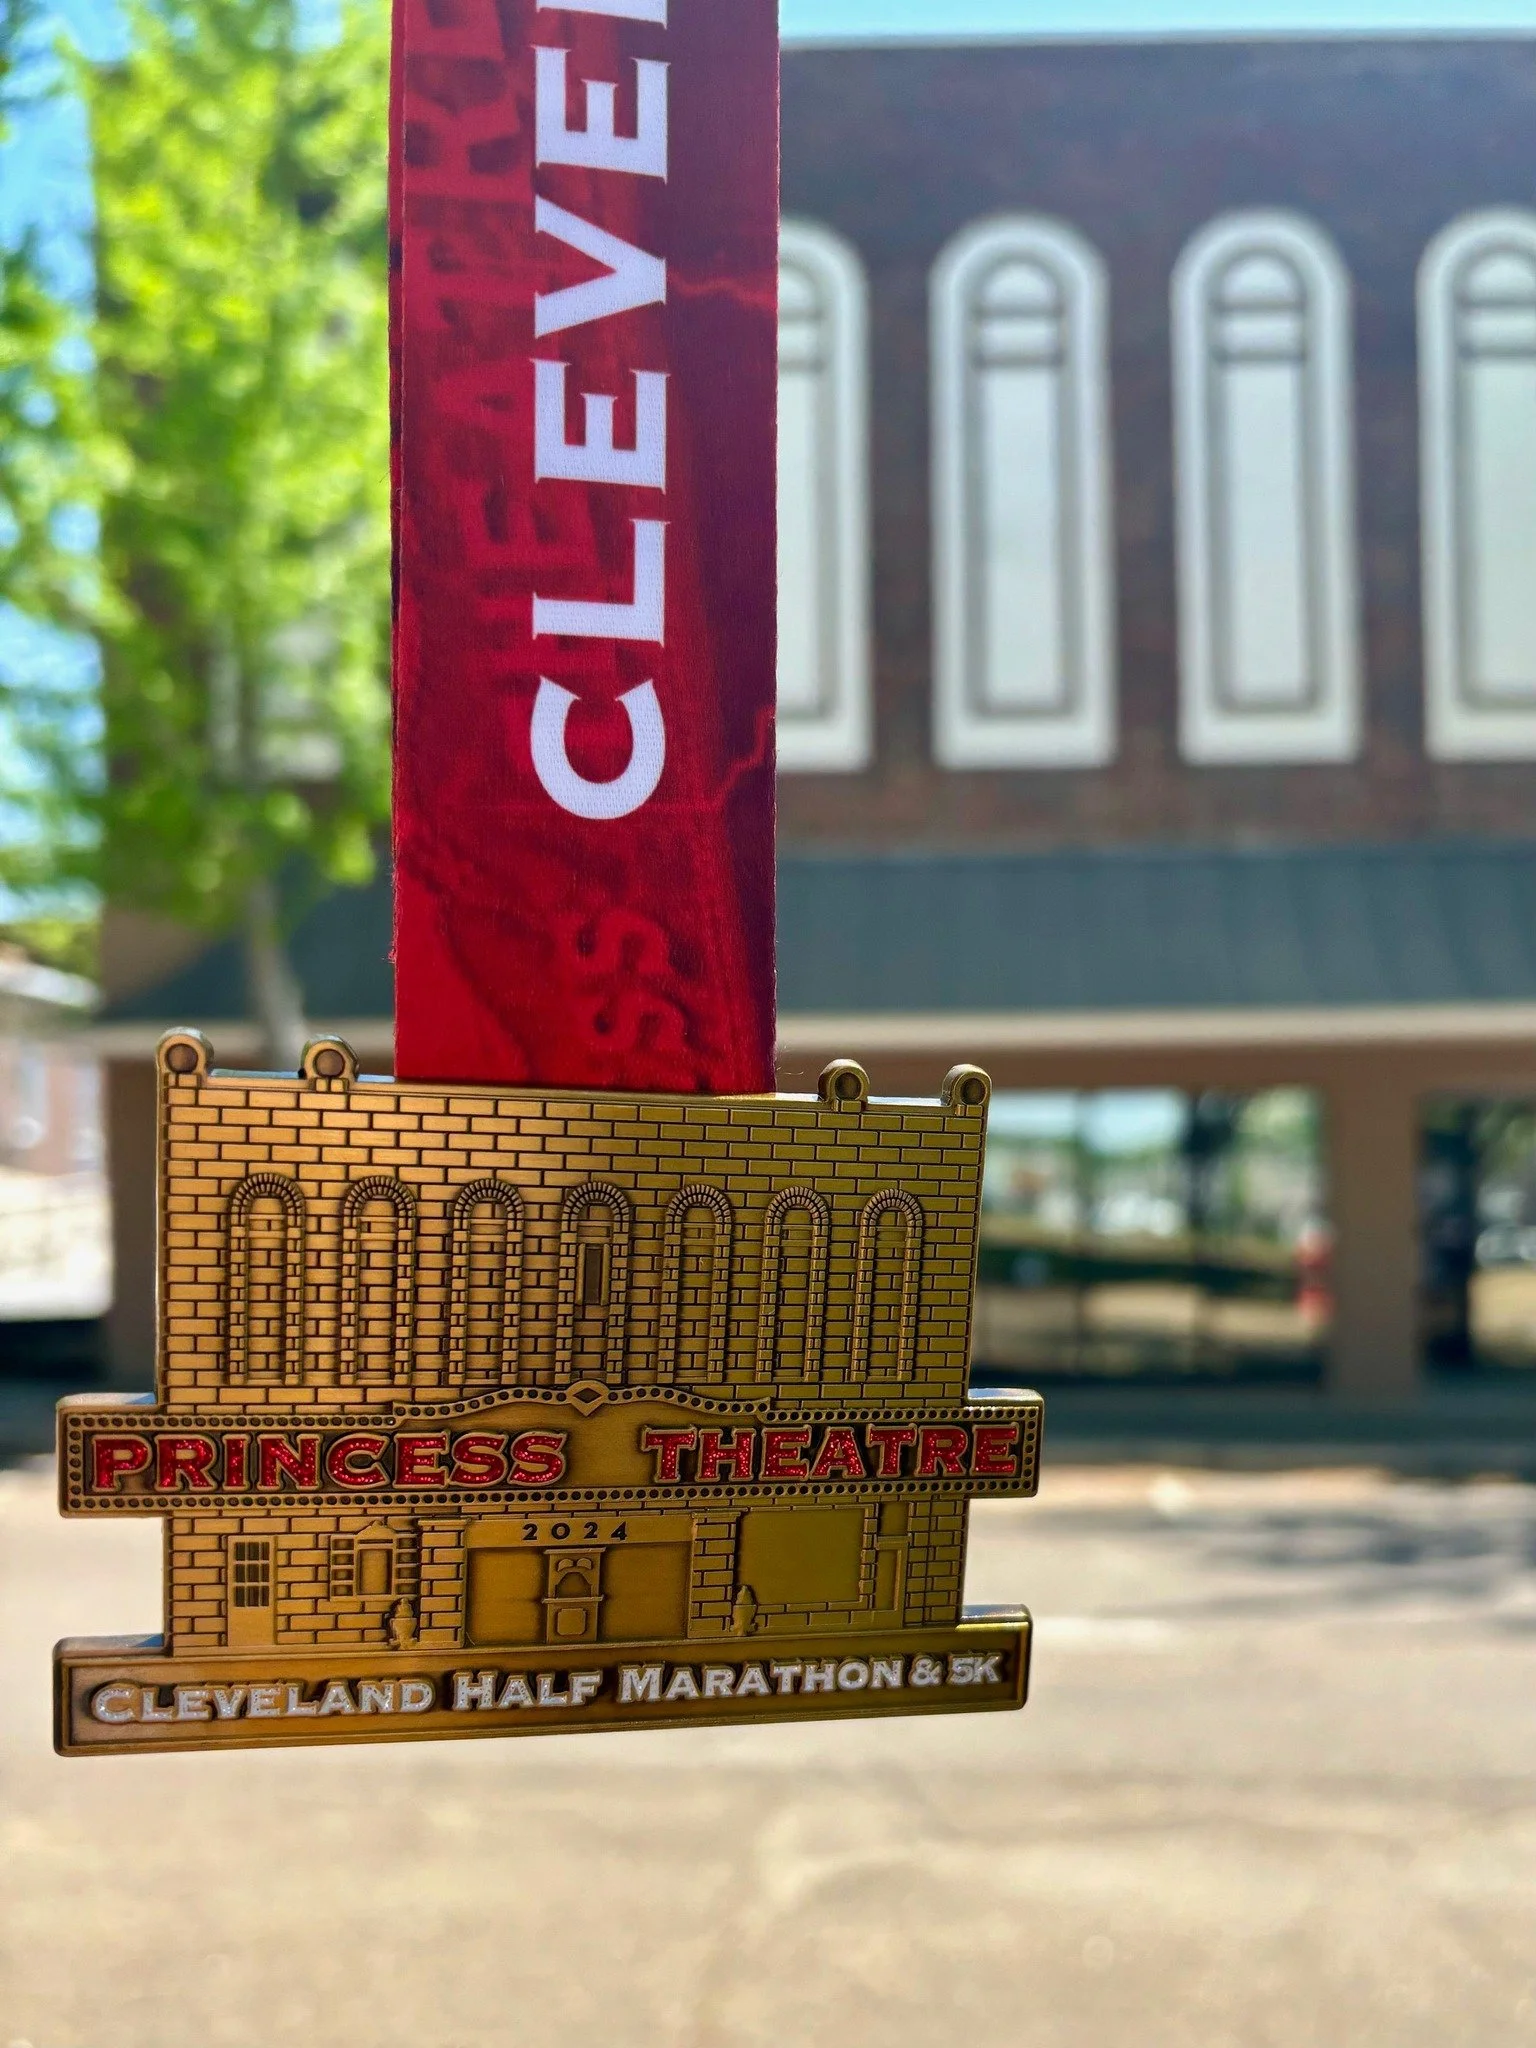 CLEVE
PRINCESS THEATRE
2024
CLEVELAND HALF MARATHON & 5K